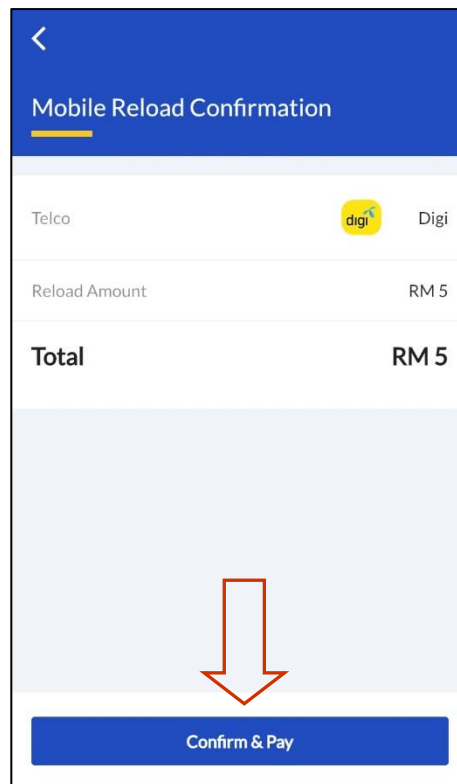 Mobile Reload Confirmation
Telco digi Digi
Reload Amount RM 5
Total RM 5
Confirm & Pay